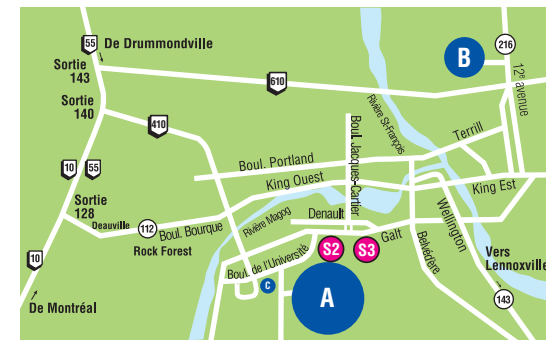 55
De Drummondville
Sortie
143
216
B
12e avenue
610
Sortie
140
410
Rivière St-François
Boul. Jacques-Cartier
Terrill
Boul. Portland
10
55
King Ouest
King Est
Sortie
128
Deauville
112
Boul. Bourque
Rock Forest
Rivière Magog
Denault
Wellington
Galt
Belvédère
S2
S3
10
Boul. de l'Université
C
A
Vers
Lennoxville
143
De Montréal